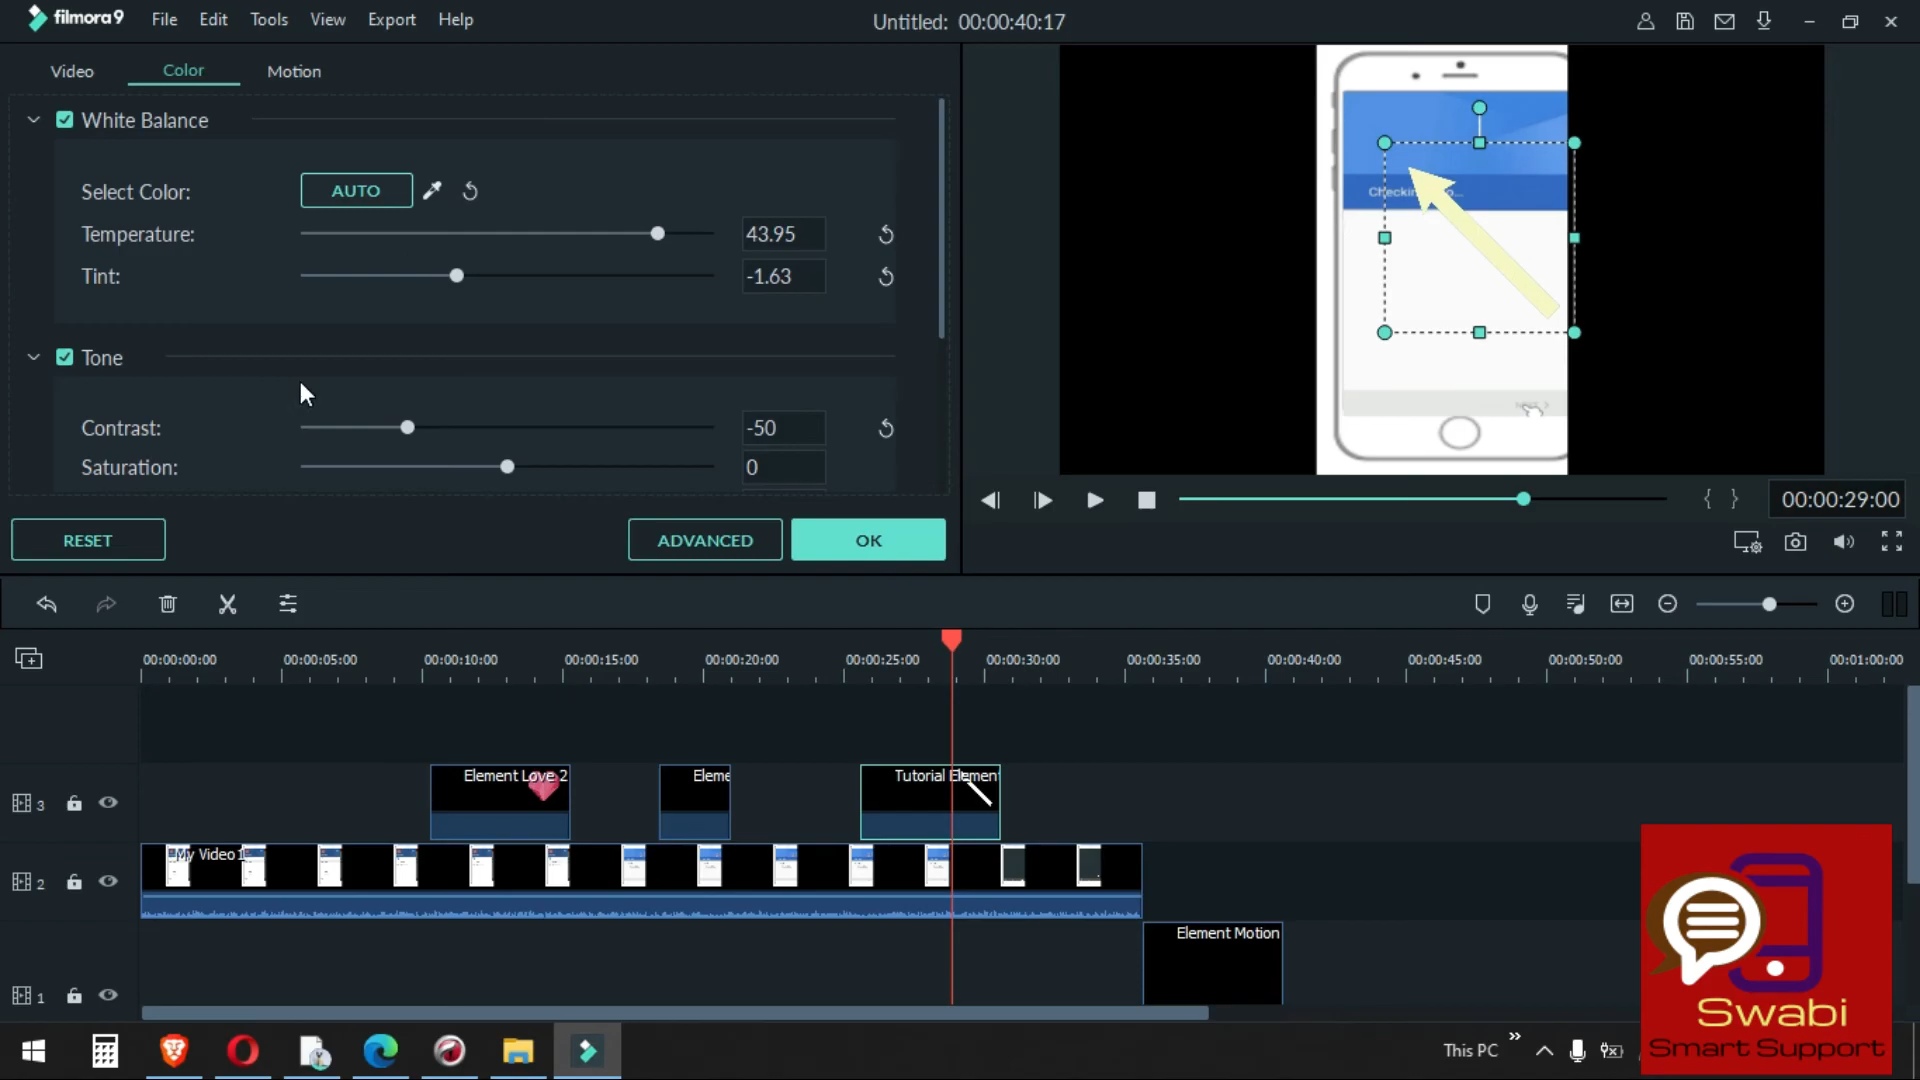 filmora9 File Edit Tools View Export Help Untitled: 00:00:40:17
Video Color Motion
White Balance
Select Color: AUTO
Temperature: 43.95
Tint: -1.63
Tone
Contrast: -50
Saturation: 0
RESET ADVANCED OK
{ } 00:00:29:00
00:00:00:00 00:00:05:00 00:00:10:00 00:00:15:00 00:00:20:00 00:00:25:00 00:00:30:00 00:00:35:00 00:00:40:00 00:00:45:00 00:00:50:00 00:00:55:00 00:01:00:00
Element Love 2 Eleme Tutorial Element
3
My Video1
2
Element Motion
1
This PC
Swabi
Smart Support